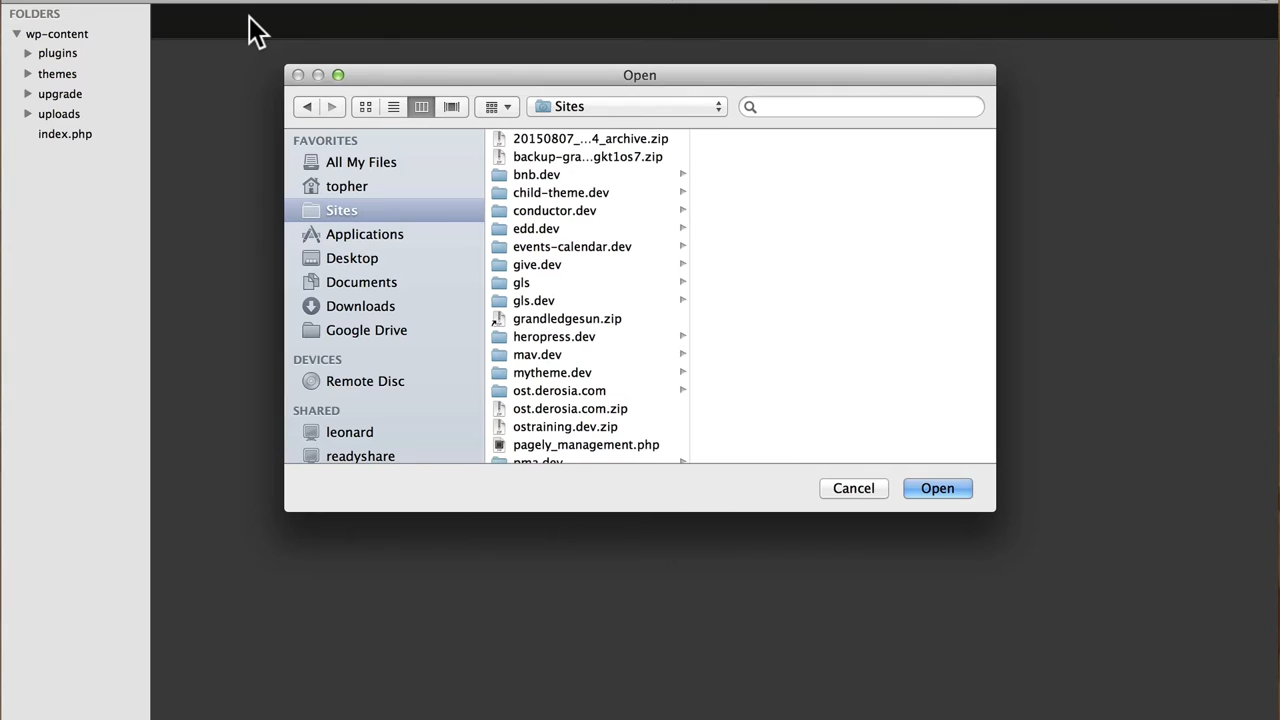 FOLDERS
wp-content
plugins
themes
upgrade
uploads
index.php
Open
Sites
FAVORITES
All My Files
topher
Sites
Applications
Desktop
Documents
Downloads
Google Drive
DEVICES
Remote Disc
SHARED
leonard
readyshare
20150807_...4_archive.zip
backup-gra...gkt1os7.zip
bnb.dev
child-theme.dev
conductor.dev
edd.dev
events-calendar.dev
give.dev
gls
gls.dev
grandledgesun.zip
heropress.dev
mav.dev
mytheme.dev
ost.derosia.com
ost.derosia.com.zip
ostraining.dev.zip
pagely_management.php
Cancel
Open